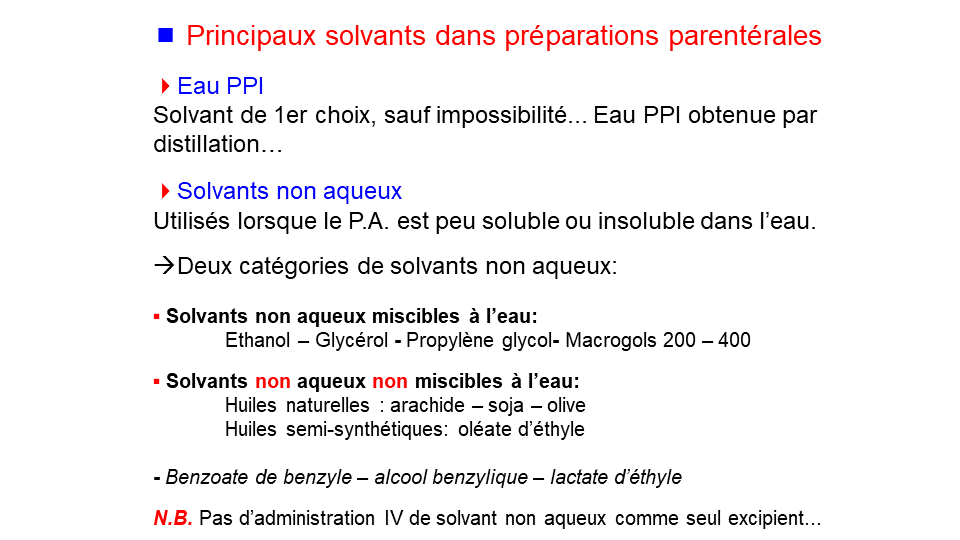 ■ Principaux solvants dans préparations parentérales
Eau PPI
Solvant de 1er choix, sauf impossibilité... Eau PPI obtenue par
distillation…
Solvants non aqueux
Utilisés lorsque le P.A. est peu soluble ou insoluble dans l’eau.
→Deux catégories de solvants non aqueux:
▪ Solvants non aqueux miscibles à l’eau:
Ethanol – Glycérol - Propylène glycol- Macrogols 200 – 400
▪ Solvants non aqueux non miscibles à l’eau:
Huiles naturelles : arachide – soja – olive
Huiles semi-synthétiques: oléate d’éthyle
- Benzoate de benzyle – alcool benzylique – lactate d’éthyle
N.B. Pas d’administration IV de solvant non aqueux comme seul excipient…